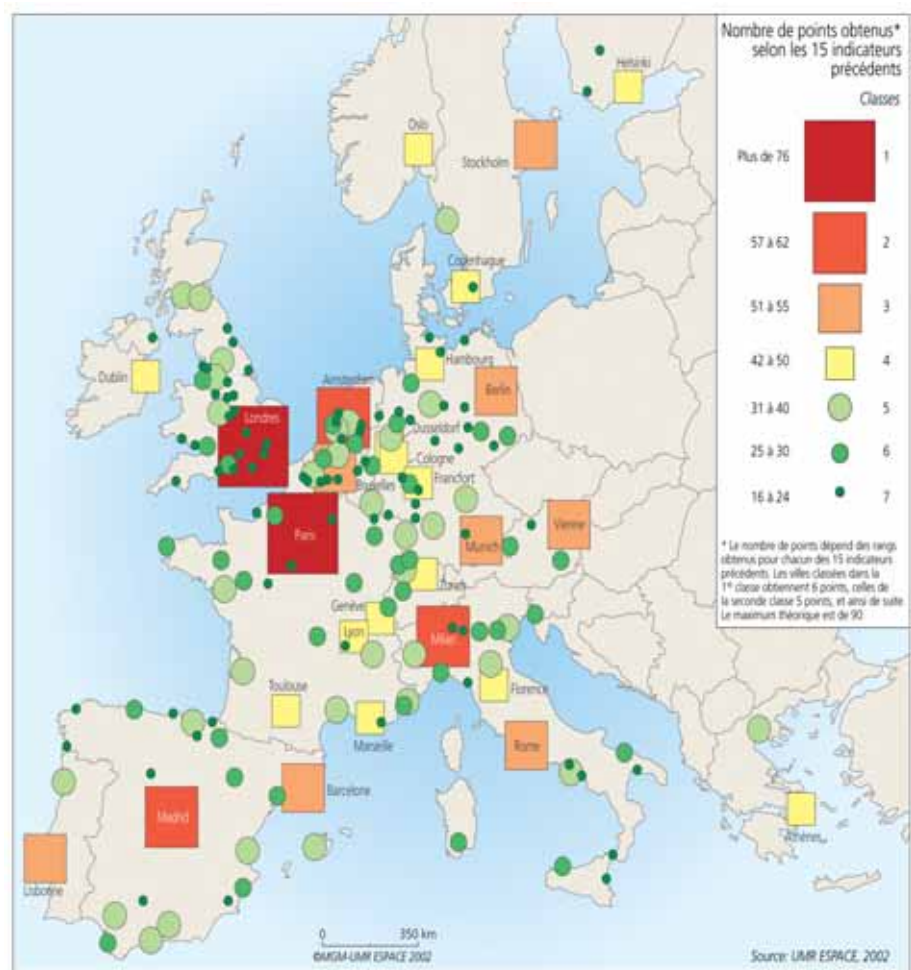 Nombre de points obtenus*
selon les 15 indicateurs
précédents
Classes
Plus de 76
1
57 à 62
2
51 à 55
3
42 à 50
4
31 à 40
5
25 à 30
6
16 à 24
7
* Le nombre de points dépend des rangs
obtenus pour chacun des 15 indicateurs
précédents. Les villes classées dans la
1re classe obtiennent 6 points, celles de
la seconde classe 5 points, et ainsi de suite
Le maximum théorique est de 90
Helsinki
Oslo
Stockholm
Copenhague
Dublin
Hambourg
Amsterdam
Berlin
Londres
Dusseldorf
Cologne
Bruxelles
Francfort
Paris
Munich
Vienne
Zurich
Genève
Lyon
Milan
Toulouse
Florence
Marseille
Rome
Barcelone
Madrid
Athènes
Lisbonne
0 350 km
©MGM-UMR ESPACE 2002
Source: UMR ESPACE, 2002